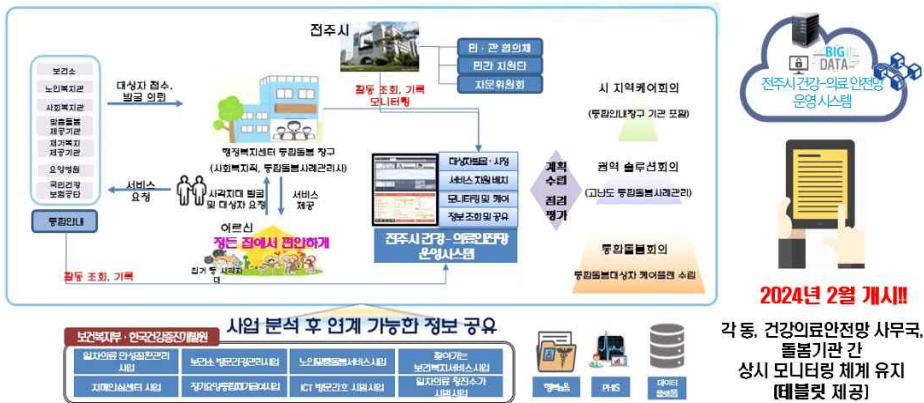 전주시
민·관 협의체
민간 지원단
자문위원회
보건소
노인복지관
사회복지관
맞춤돌봄
제공기관
재가복지
제공기관
요양병원
국민건강
보험공단
통합안내
대상자 접수,
발굴 의뢰
서비스
요청
행정복지센터 통합돌봄 창구
(사회복지직, 통합돌봄사례관리사)
사각지대 발굴
및 대상자 요청
서비스
제공
어르신
정든 집에서 편안하게
활동 조회, 기록
활동 조회, 기록
모니터링
대상자발굴·사정
서비스 지원 배치
모니터링 및 케어
정보 조회 및 공유
전주시 건강-의료안전망
운영시스템
계획
수립
점검
평가
시 지역케어회의
(통합안내창구 기관 포함)
권역 솔루션회의
(고난도 통합돌봄사례관리)
통합돌봄회의
통합돌봄대상자 케어플랜 수립
BIG
DATA
전주시 건강-의료 안전망
운영 시스템
2024년 2월 개시!!
각 동, 건강의료안전망 사무국,
돌봄기관 간
상시 모니터링 체계 유지
(태블릿 제공)
사업 분석 후 연계 가능한 정보 공유
보건복지부·한국건강증진개발원
일차의료 만성질환관리
사업
보건소 방문건강관리사업
노인맞춤돌봄서비스사업
찾아가는
보건복지서비스사업
치매안심센터 사업
장기요양통합재가급여사업
ICT 방문간호 시범사업
일차의료 왕진수가
시범사업
행복e음
PHIS
데이터